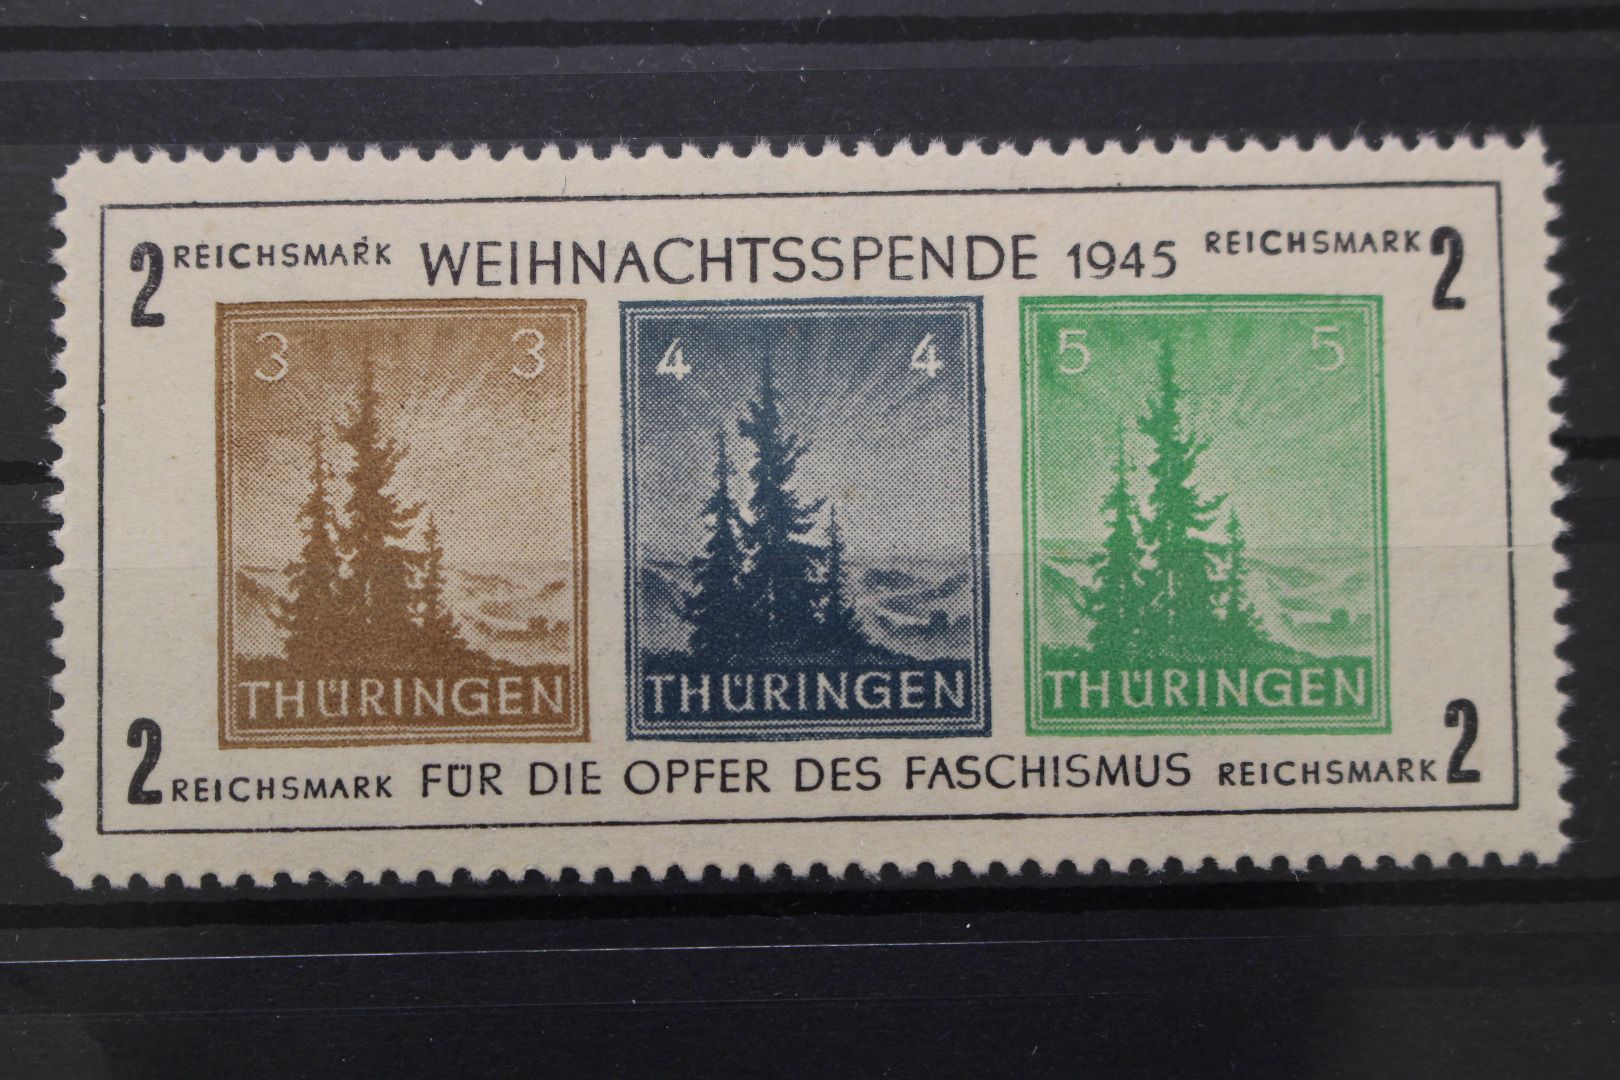 2 REICHSMARK WEIHNACHTSSPENDE 1945 REICHSMARK 2
3 3 4 4 5 5
THÜRINGEN THÜRINGEN THÜRINGEN
2 REICHSMARK FÜR DIE OPFER DES FASCHISMUS REICHSMARK 2